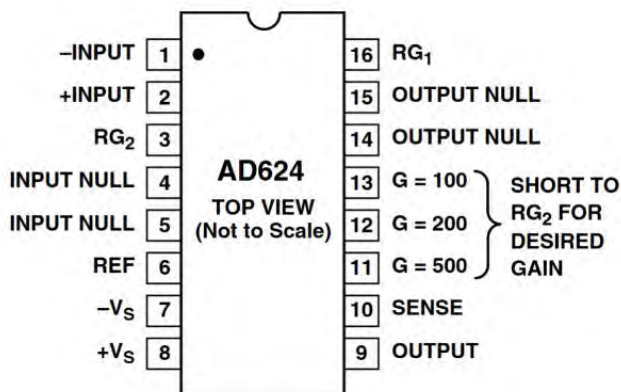 –INPUT 1
+INPUT 2
RG2 3
INPUT NULL 4
INPUT NULL 5
REF 6
–VS 7
+VS 8
AD624
TOP VIEW
(Not to Scale)
16 RG1
15 OUTPUT NULL
14 OUTPUT NULL
13 G = 100
12 G = 200
11 G = 500
10 SENSE
9 OUTPUT
SHORT TO
RG2 FOR
DESIRED
GAIN